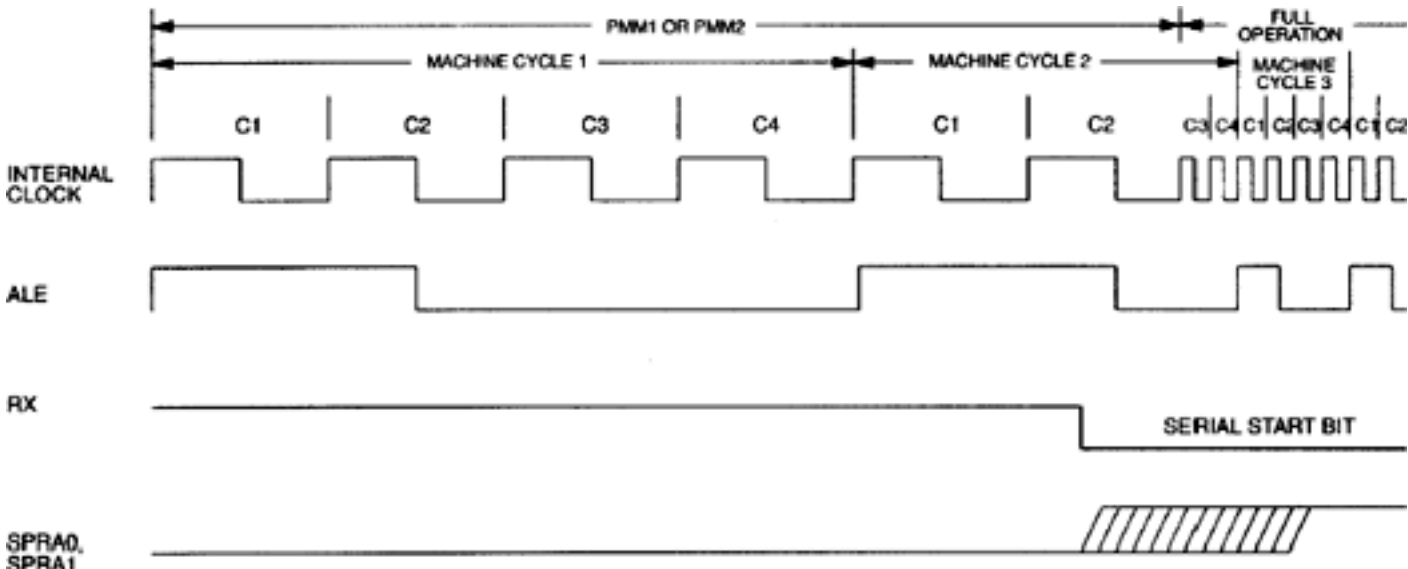 PMM1 OR PMM2
FULL
OPERATION
MACHINE CYCLE 1
MACHINE CYCLE 2
MACHINE
CYCLE 3
C1 C2 C3 C4 C1 C2 C3 C4 C1 C2 C3 C4 C1 C2
INTERNAL
CLOCK
ALE
RX
SERIAL START BIT
SPRA0,
SPRA1